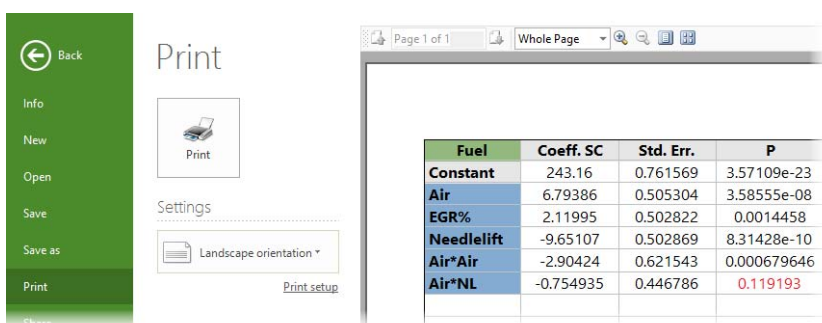 Back
Info
New
Open
Save
Save as
Print
Share
Print
Print
Settings
Landscape orientation
Print setup
Page 1 of 1 Whole Page
Fuel Coeff. SC Std. Err. P
Constant 243.16 0.761569 3.57109e-23
Air 6.79386 0.505304 3.58555e-08
EGR% 2.11995 0.502822 0.0014458
Needlelift -9.65107 0.502869 8.31428e-10
Air*Air -2.90424 0.621543 0.000679646
Air*NL -0.754935 0.446786 0.119193